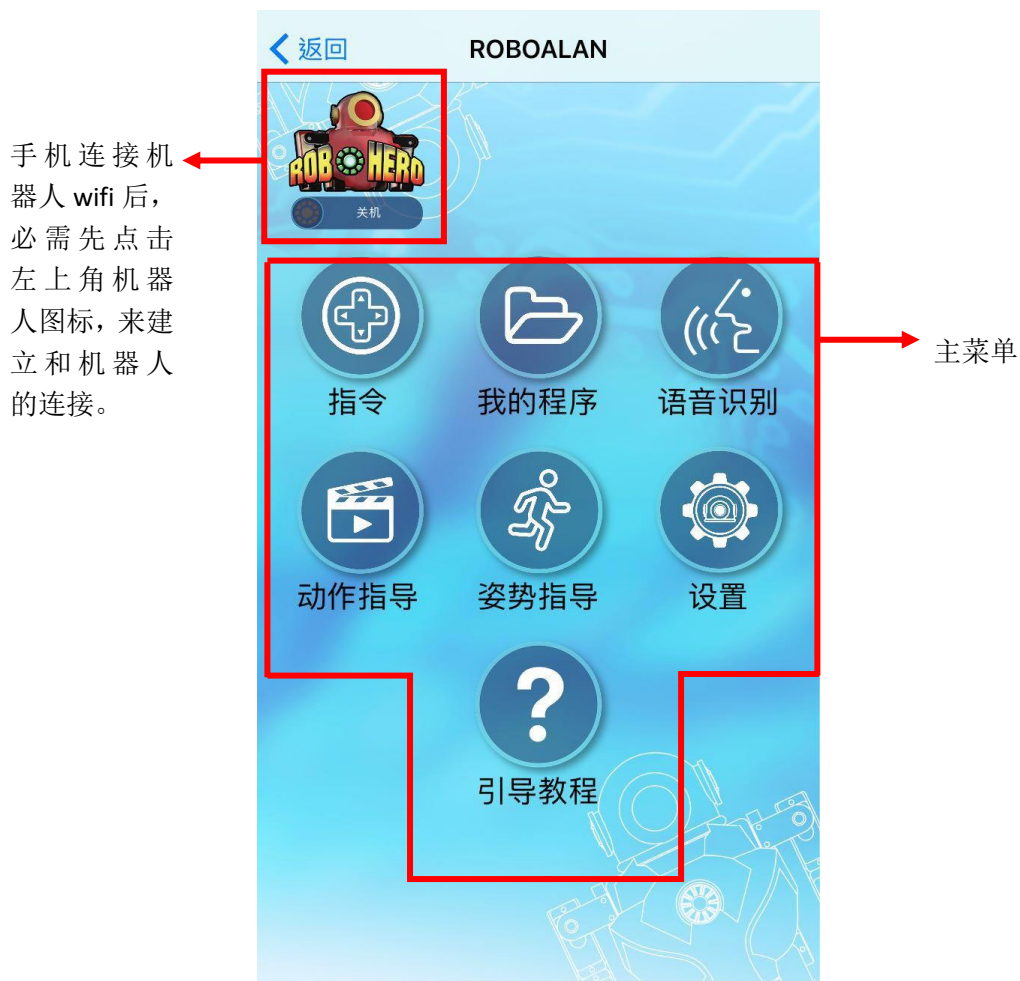 返回
ROBOALAN
ROBO HERO
关机
手机连接机
器人 wifi 后，
必需先点击
左上角机器
人图标，来建
立和机器人
的连接。
主菜单
指令
我的程序
语音识别
动作指导
姿势指导
设置
?
引导教程